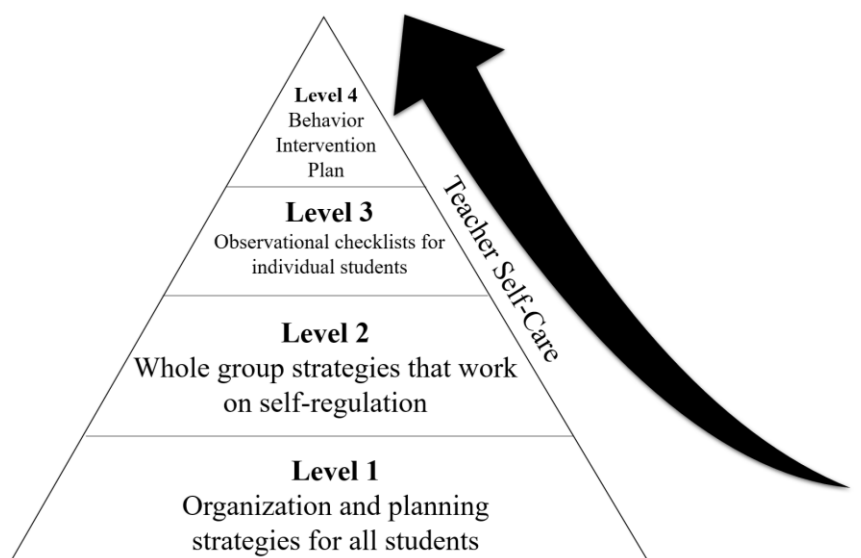 Level 4
Behavior
Intervention
Plan
Level 3
Observational checklists for
individual students
Level 2
Whole group strategies that work
on self-regulation
Level 1
Organization and planning
strategies for all students
Teacher Self-Care